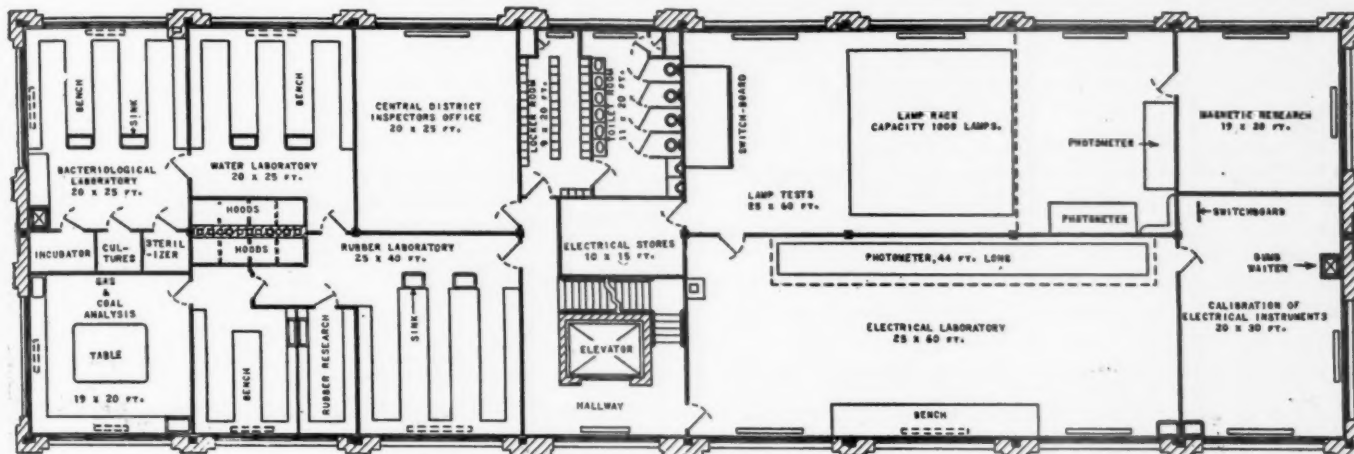 BENCH
SINK
BENCH
BACTERIOLOGICAL
LABORATORY
20 X 25 FT.
WATER LABORATORY
20 X 25 FT.
HOODS
HOODS
CENTRAL DISTRICT
INSPECTORS OFFICE
20 X 25 FT.
LOCKER ROOM
9 X 20 FT.
TOILET ROOM
11 X 20 FT.
SWITCH-BOARD
LAMP RACK
CAPACITY 1000 LAMPS.
LAMP TESTS
25 X 60 FT.
PHOTOMETER
PHOTOMETER
MAGNETIC RESEARCH
19 X 20 FT.
SWITCHBOARD
DUMB
WAITER
INCUBATOR
CUL-
TURES
STERIL
-IZER
RUBBER LABORATORY
25 X 40 FT.
ELECTRICAL STORES
10 X 15 FT.
PHOTOMETER, 44 FT. LONG
GAS
&
COAL
ANALYSIS
TABLE
19 X 20 FT.
BENCH
RUBBER RESEARCH
SINK
ELEVATOR
HALLWAY
ELECTRICAL LABORATORY
25 X 60 FT.
BENCH
CALIBRATION OF
ELECTRICAL INSTRUMENTS
20 X 30 FT.